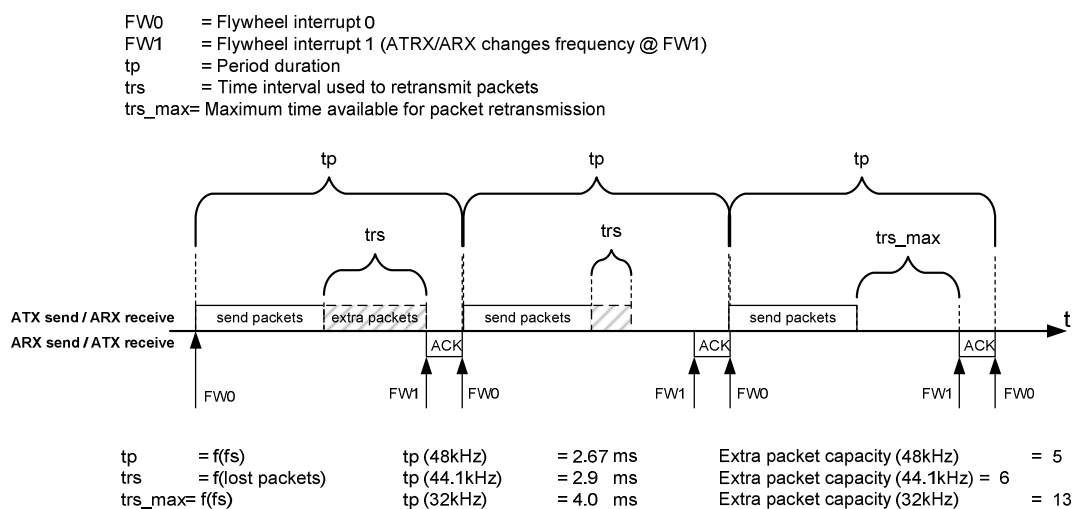 FW0 = Flywheel interrupt 0
FW1 = Flywheel interrupt 1 (ATRX/ARX changes frequency @ FW1)
tp = Period duration
trs = Time interval used to retransmit packets
trs_max= Maximum time available for packet retransmission
tp tp tp
trs trs trs_max
ATX send / ARX receive send packets extra packets send packets send packets
t
ARX send / ATX receive ACK ACK ACK
FW0 FW1 FW0 FW1 FW0 FW1 FW0
tp = f(fs) tp (48kHz) = 2.67 ms Extra packet capacity (48kHz) = 5
trs = f(lost packets) tp (44.1kHz) = 2.9 ms Extra packet capacity (44.1kHz) = 6
trs_max= f(fs) tp (32kHz) = 4.0 ms Extra packet capacity (32kHz) = 13